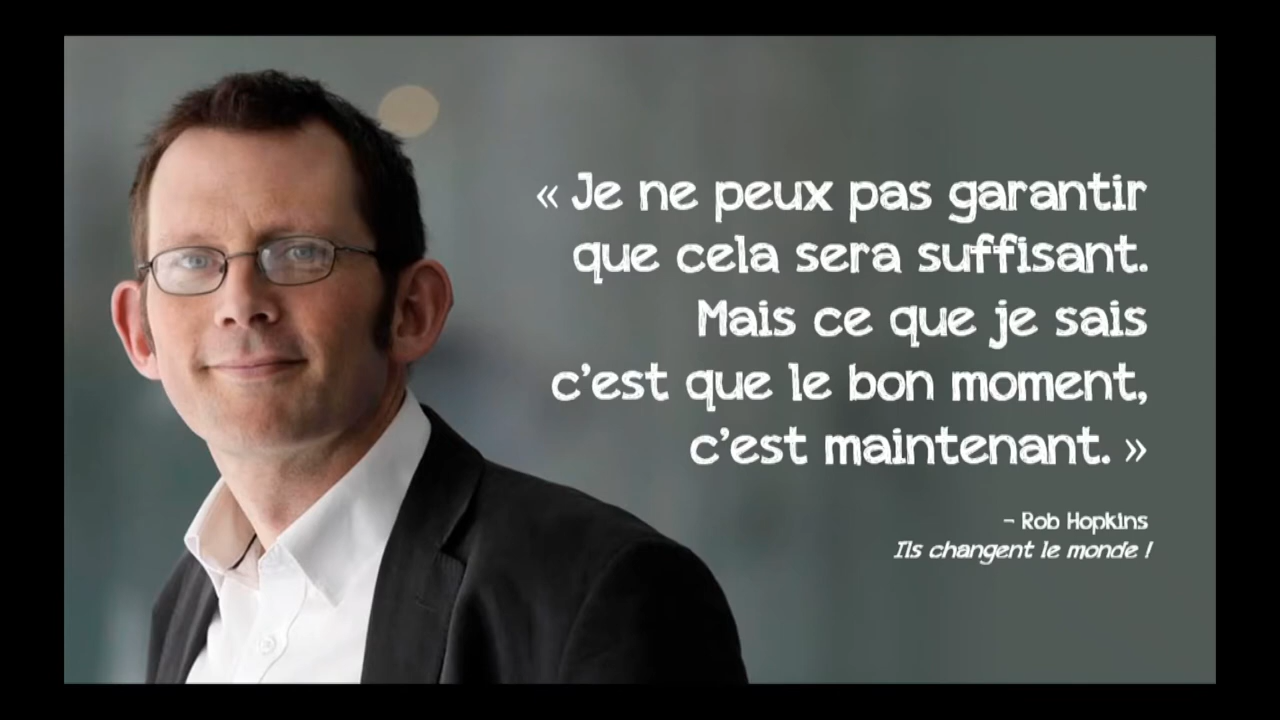 « Je ne peux pas garantir
que cela sera suffisant.
Mais ce que je sais
c'est que le bon moment,
c'est maintenant. »
– Rob Hopkins
Ils changent le monde !